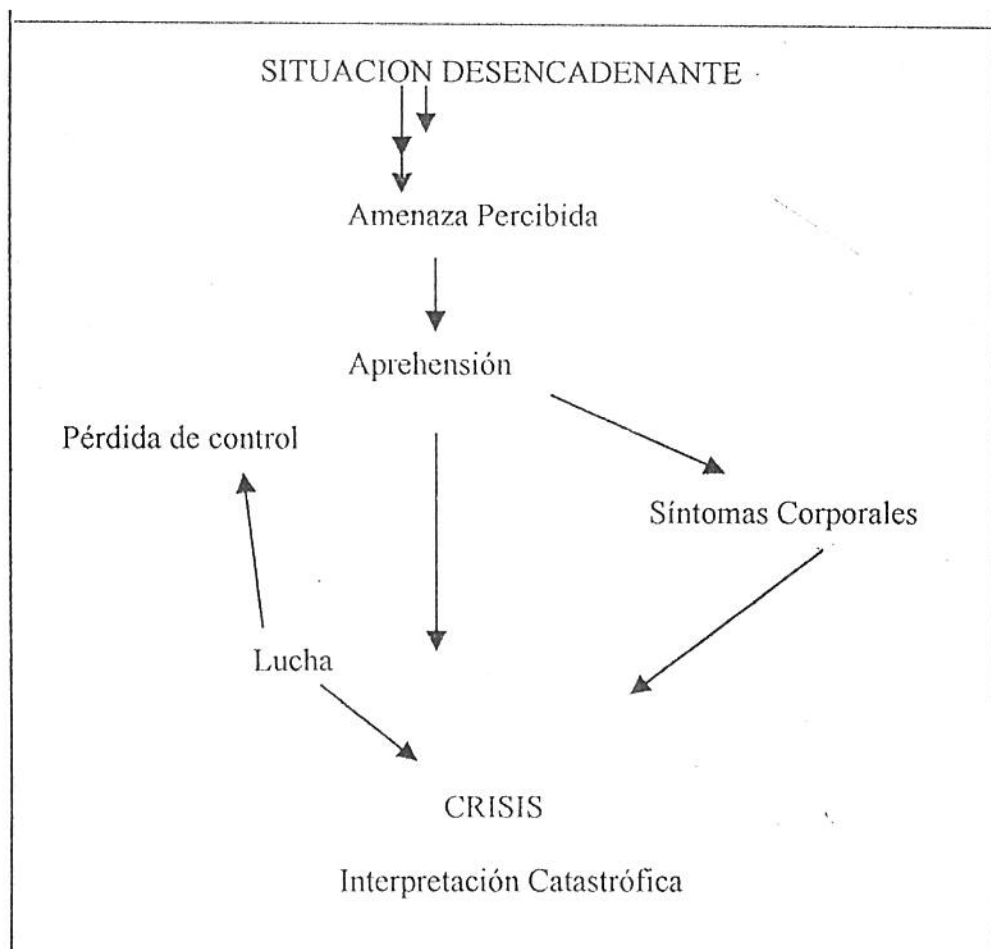 SITUACION DESENCADENANTE
Amenaza Percibida
Aprehensión
Pérdida de control
Síntomas Corporales
Lucha
CRISIS
Interpretación Catastrófica